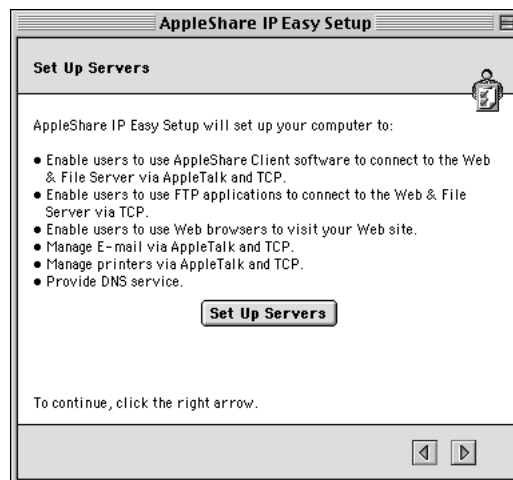 AppleShare IP Easy Setup
Set Up Servers
AppleShare IP Easy Setup will set up your computer to:
● Enable users to use AppleShare Client software to connect to the Web
& File Server via AppleTalk and TCP.
● Enable users to use FTP applications to connect to the Web & File
Server via TCP.
● Enable users to use Web browsers to visit your Web site.
● Manage E-mail via AppleTalk and TCP.
● Manage printers via AppleTalk and TCP.
● Provide DNS service.
Set Up Servers
To continue, click the right arrow.